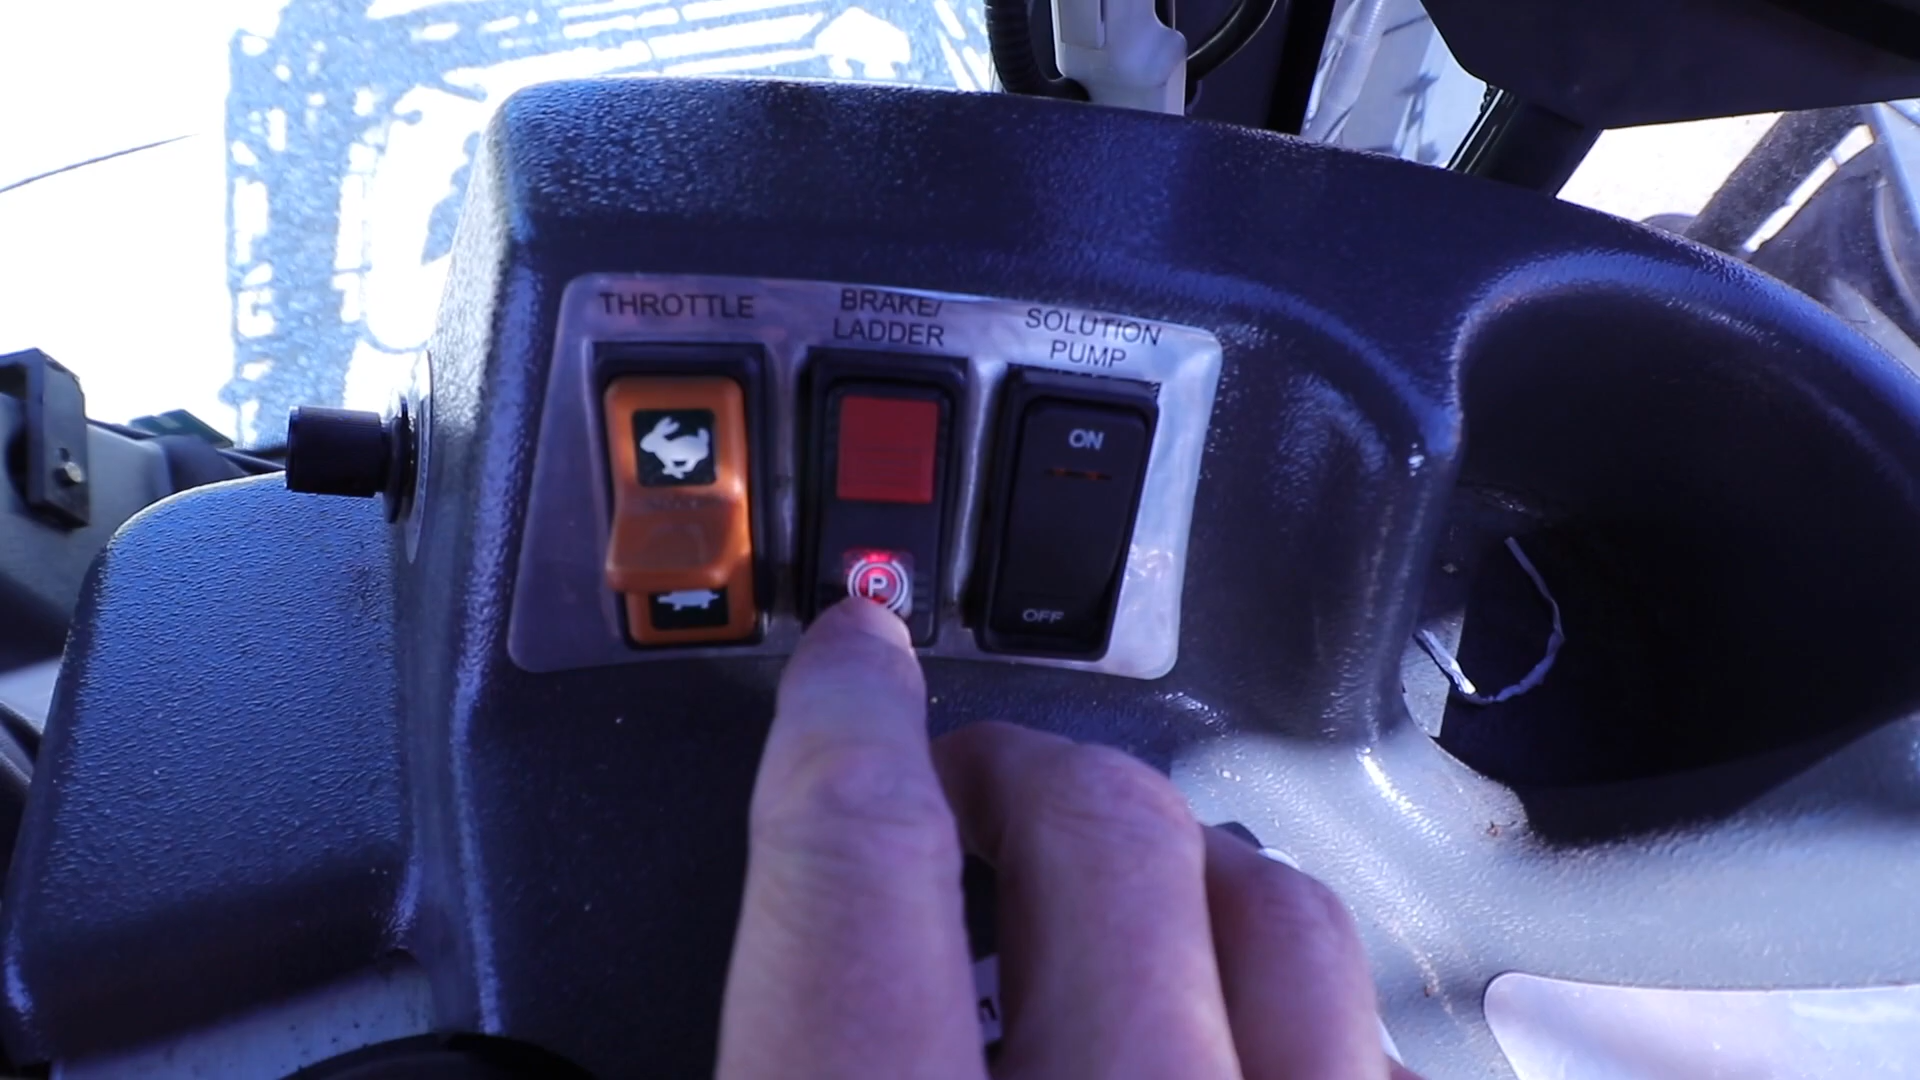 THROTTLE
BRAKE/
LADDER
SOLUTION
PUMP
ON
P
OFF